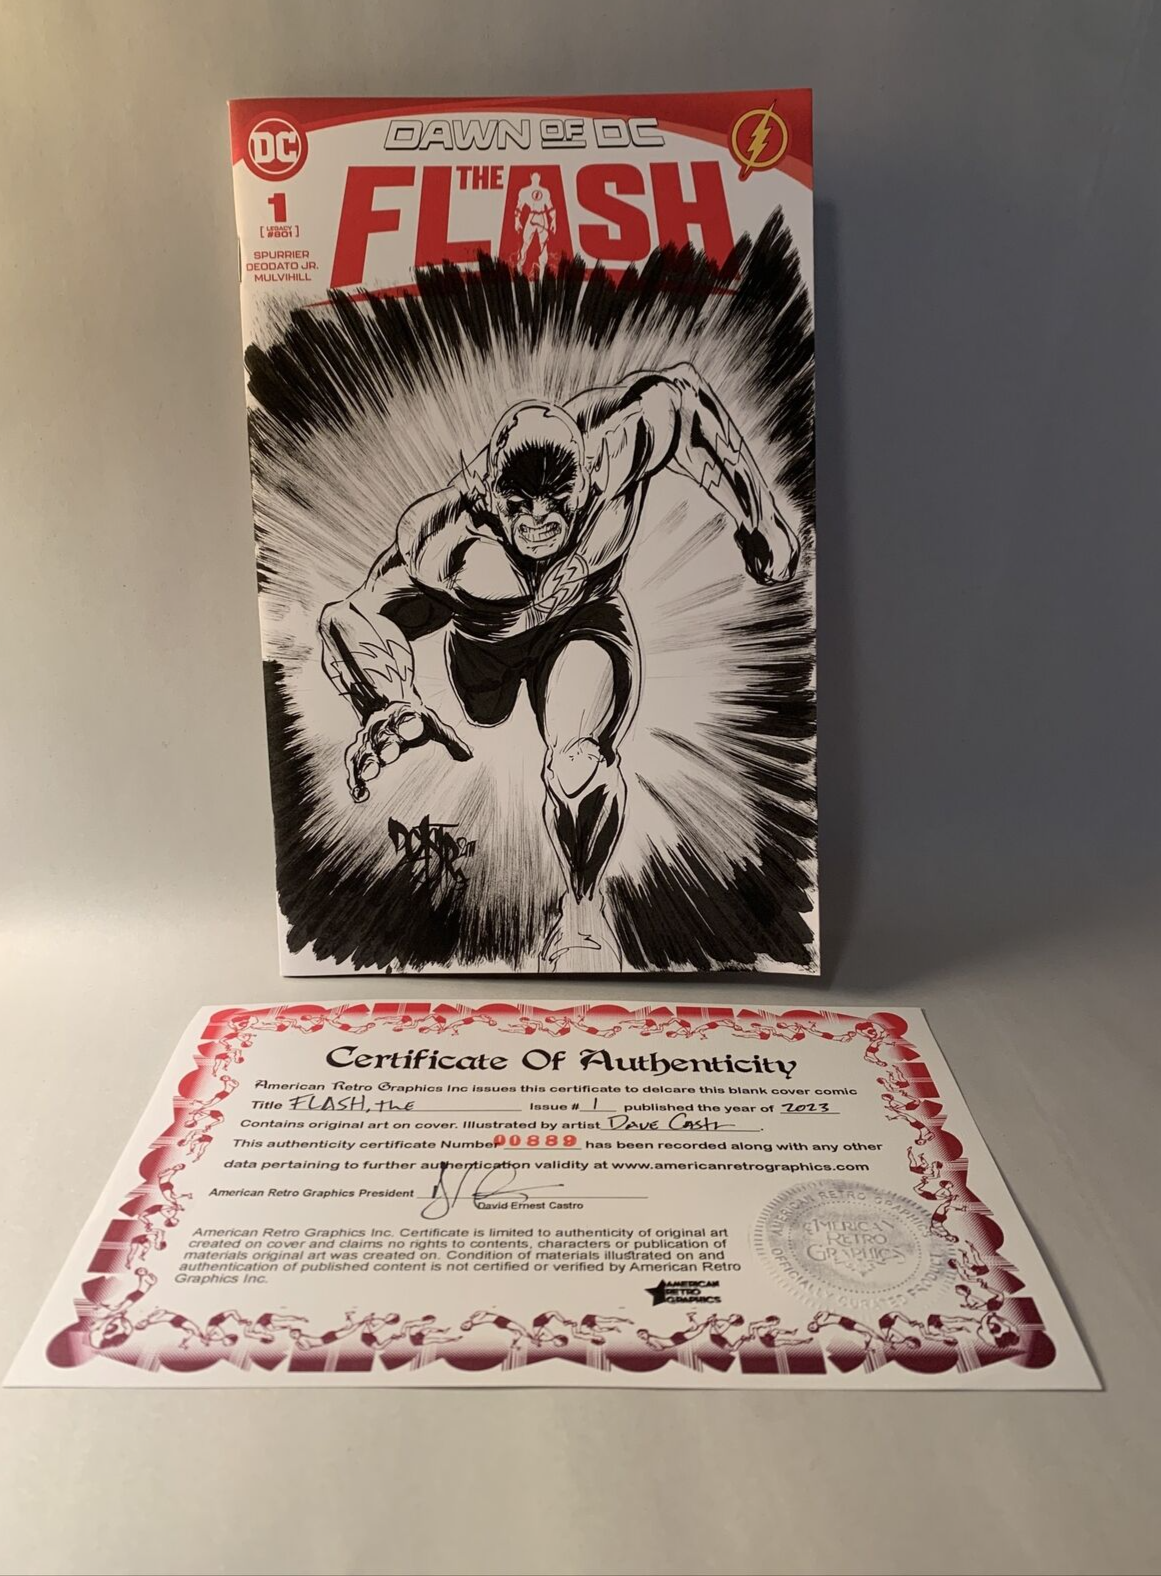 DC
DAWN OF DC
THE
FLASH
1
[ LEGACY #801 ]
SPURRIER
DEODATO JR.
MULVIHILL
Certificate Of Authenticity
American Retro Graphics Inc issues this certificate to delcare this blank cover comic
Title FLASH, the Issue # 1 published the year of 2023
Contains original art on cover. Illustrated by artist Dave Castr .
This authenticity certificate Number 00889 has been recorded along with any other
data pertaining to further authentication validity at www.americanretrographics.com
American Retro Graphics President
David Ernest Castro
American Retro Graphics Inc. Certificate is limited to authenticity of original art
created on cover and claims no rights to contents, characters or publication of
materials original art was created on. Condition of materials illustrated on and
authentication of published content is not certified or verified by American Retro
Graphics Inc.
AMERICAN
RETRO
GRAPHICS
AMERICAN RETRO GRAPHICS
AMERICAN
RETRO
GRAPHICS
OFFICIALLY CURATED PRODUCT